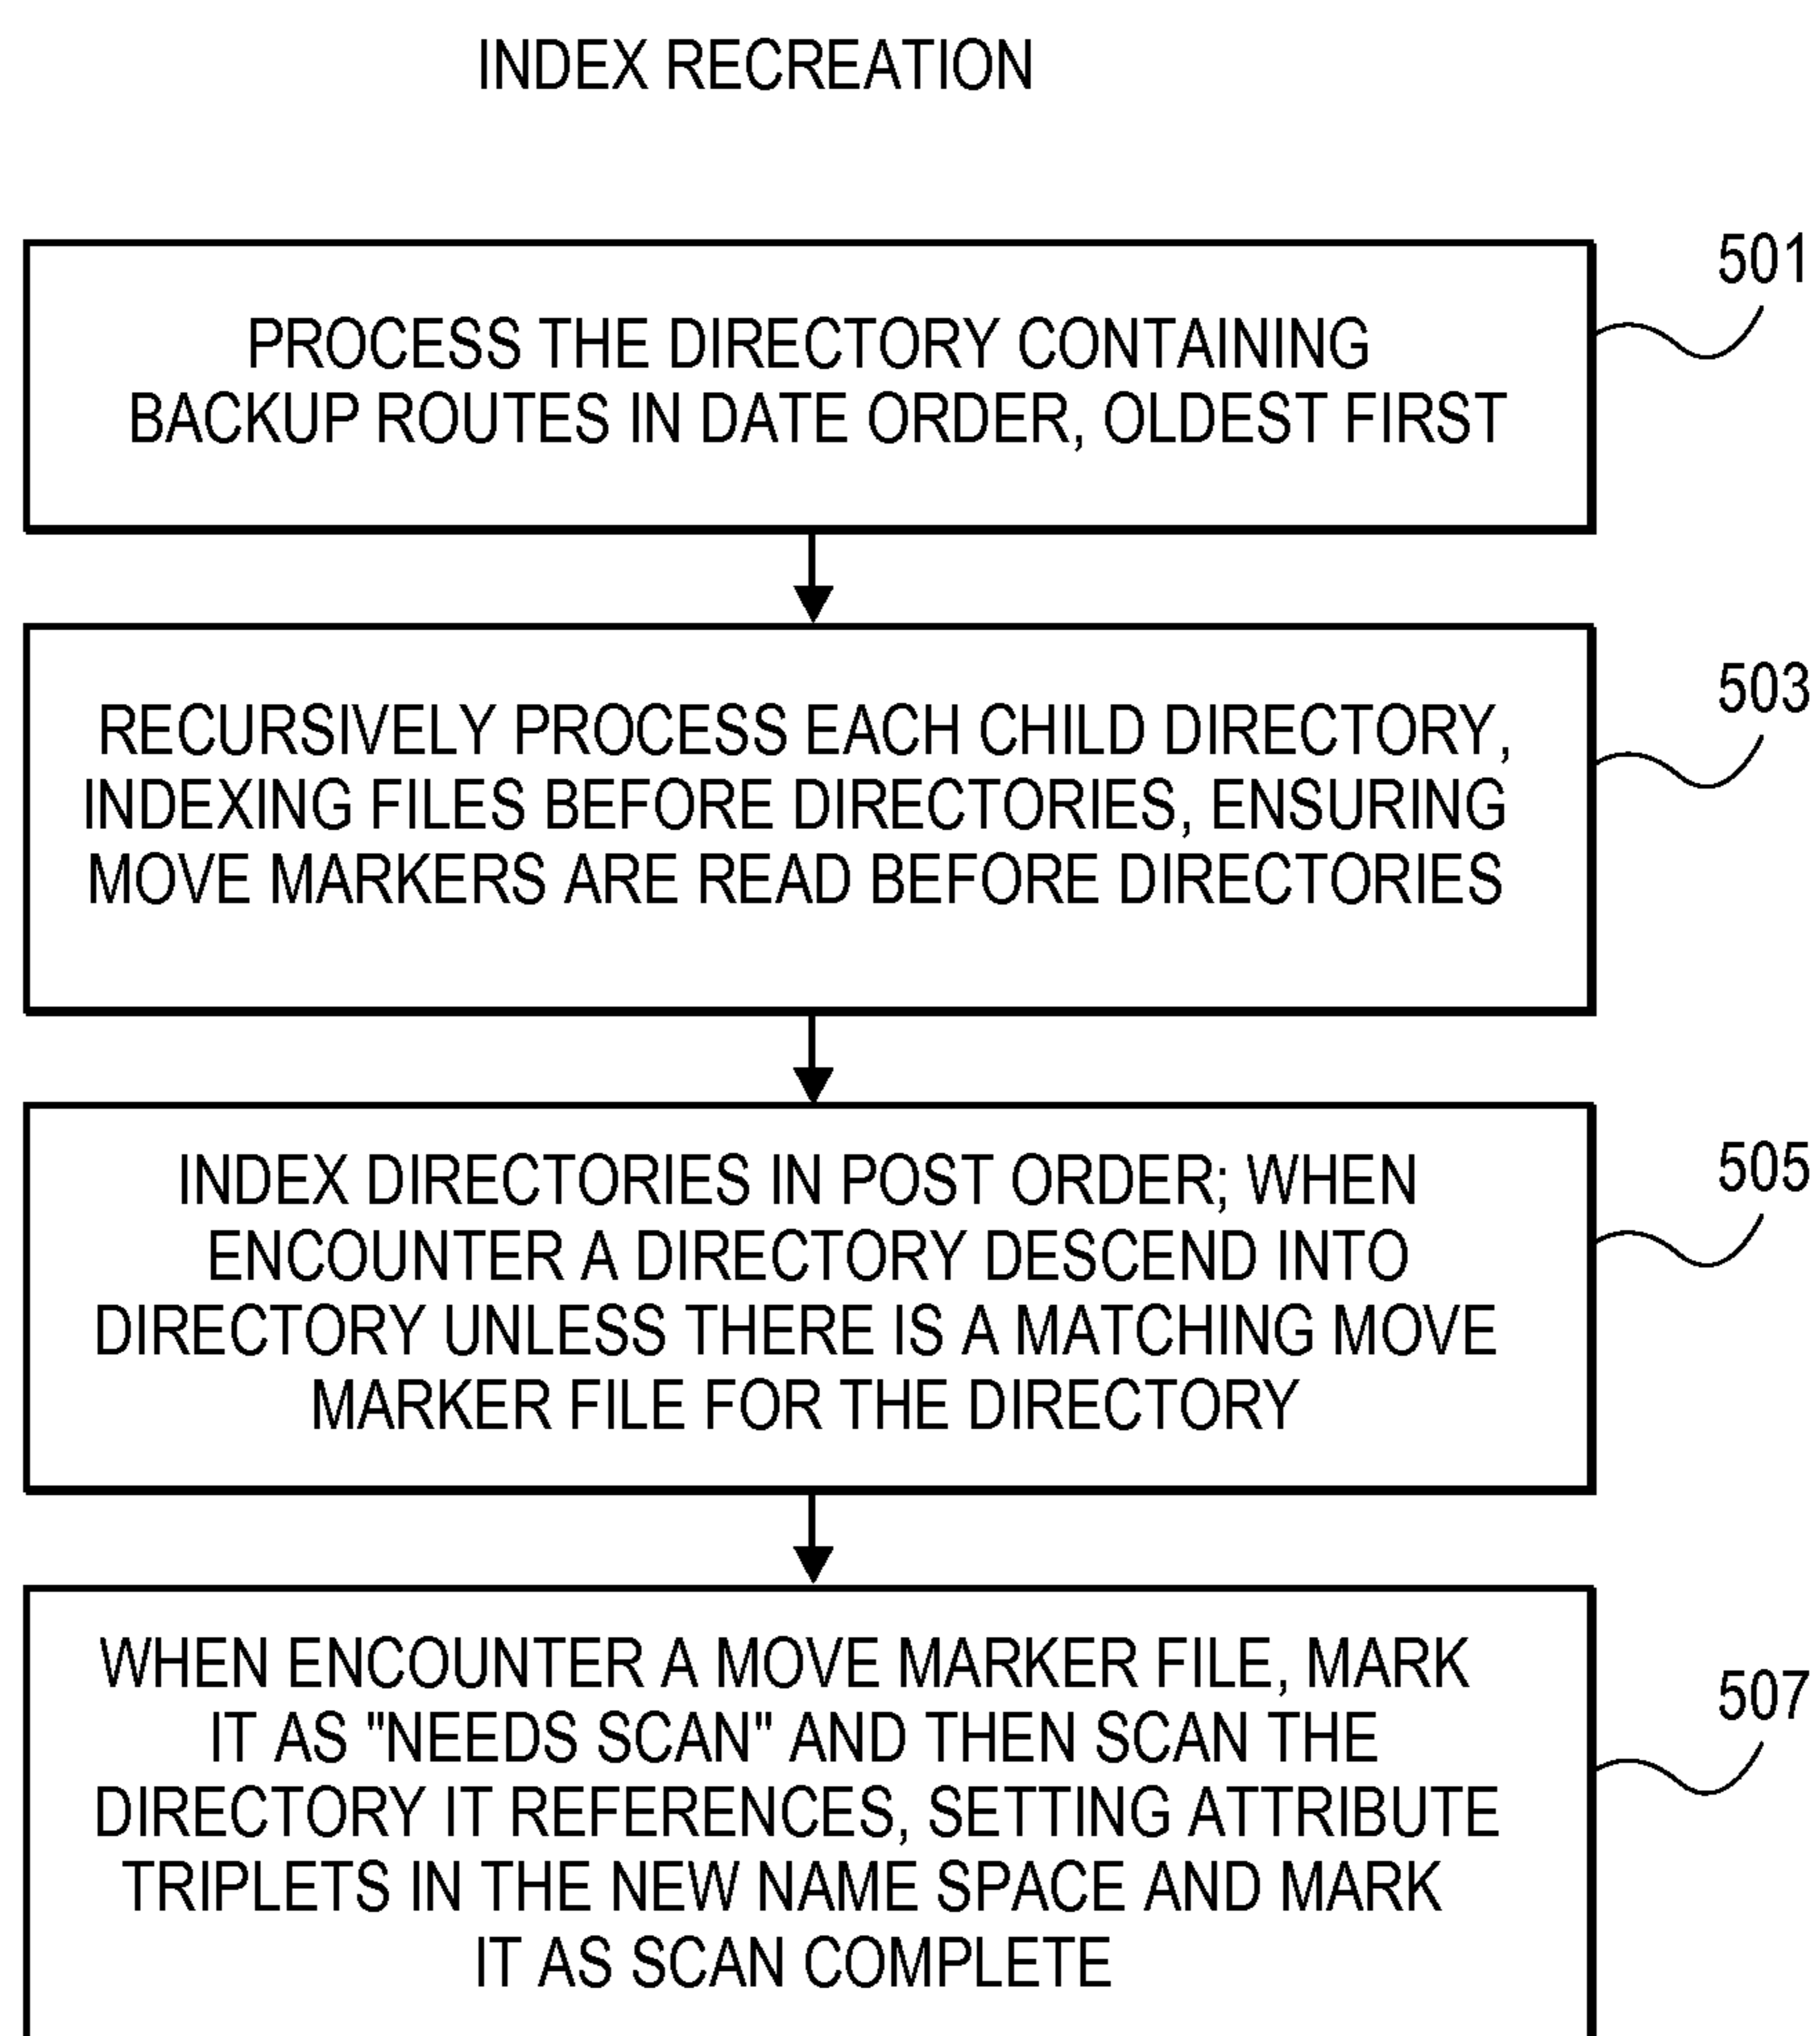 INDEX RECREATION
501
PROCESS THE DIRECTORY CONTAINING
BACKUP ROUTES IN DATE ORDER, OLDEST FIRST
503
RECURSIVELY PROCESS EACH CHILD DIRECTORY,
INDEXING FILES BEFORE DIRECTORIES, ENSURING
MOVE MARKERS ARE READ BEFORE DIRECTORIES
505
INDEX DIRECTORIES IN POST ORDER; WHEN
ENCOUNTER A DIRECTORY DESCEND INTO
DIRECTORY UNLESS THERE IS A MATCHING MOVE
MARKER FILE FOR THE DIRECTORY
507
WHEN ENCOUNTER A MOVE MARKER FILE, MARK
IT AS "NEEDS SCAN" AND THEN SCAN THE
DIRECTORY IT REFERENCES, SETTING ATTRIBUTE
TRIPLETS IN THE NEW NAME SPACE AND MARK
IT AS SCAN COMPLETE